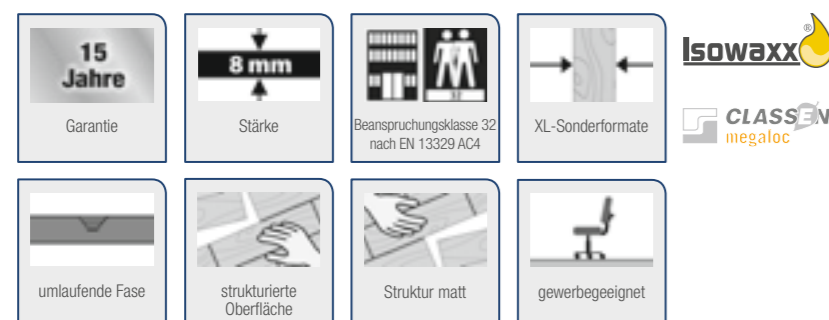 15
Jahre
Garantie
8 mm
Stärke
32
Beanspruchungsklasse 32
nach EN 13329 AC4
XL-Sonderformate
Isowaxx®
CLASSEN
megaloc
umlaufende Fase
strukturierte
Oberfläche
Struktur matt
gewerbegeeignet